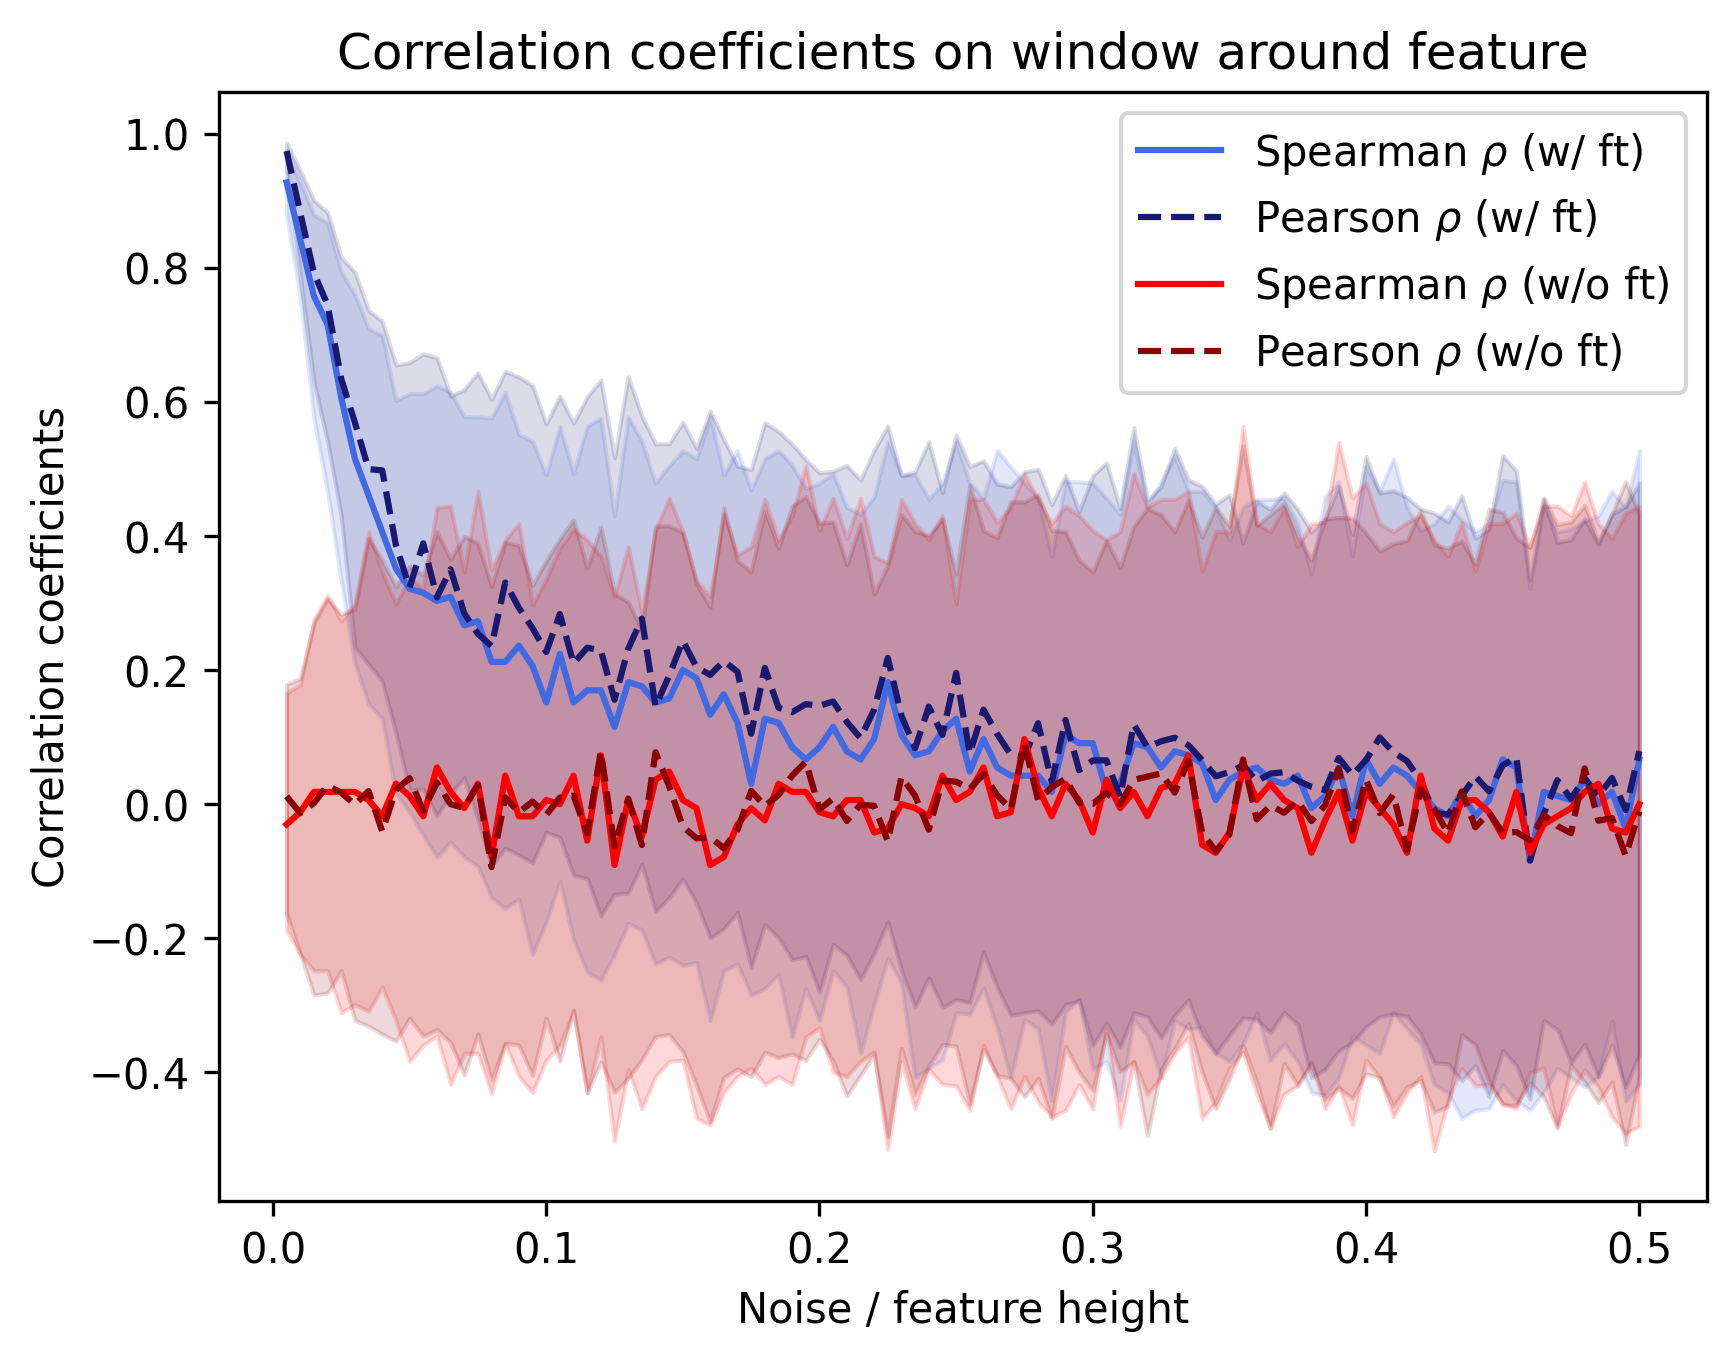 Correlation coefficients on window around feature
Spearman ρ (w/ ft)
Pearson ρ (w/ ft)
Spearman ρ (w/o ft)
Pearson ρ (w/o ft)
Correlation coefficients
1.0
0.8
0.6
0.4
0.2
0.0
−0.2
−0.4
0.0 0.1 0.2 0.3 0.4 0.5
Noise / feature height